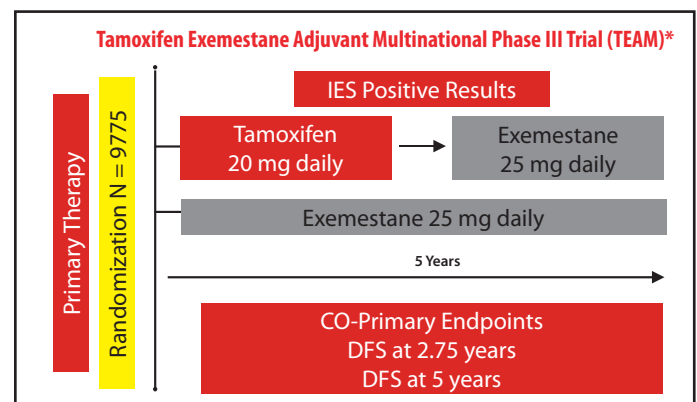 Tamoxifen Exemestane Adjuvant Multinational Phase III Trial (TEAM)*
Primary Therapy
Randomization N = 9775
IES Positive Results
Tamoxifen
20 mg daily
Exemestane
25 mg daily
Exemestane 25 mg daily
5 Years
CO-Primary Endpoints
DFS at 2.75 years
DFS at 5 years